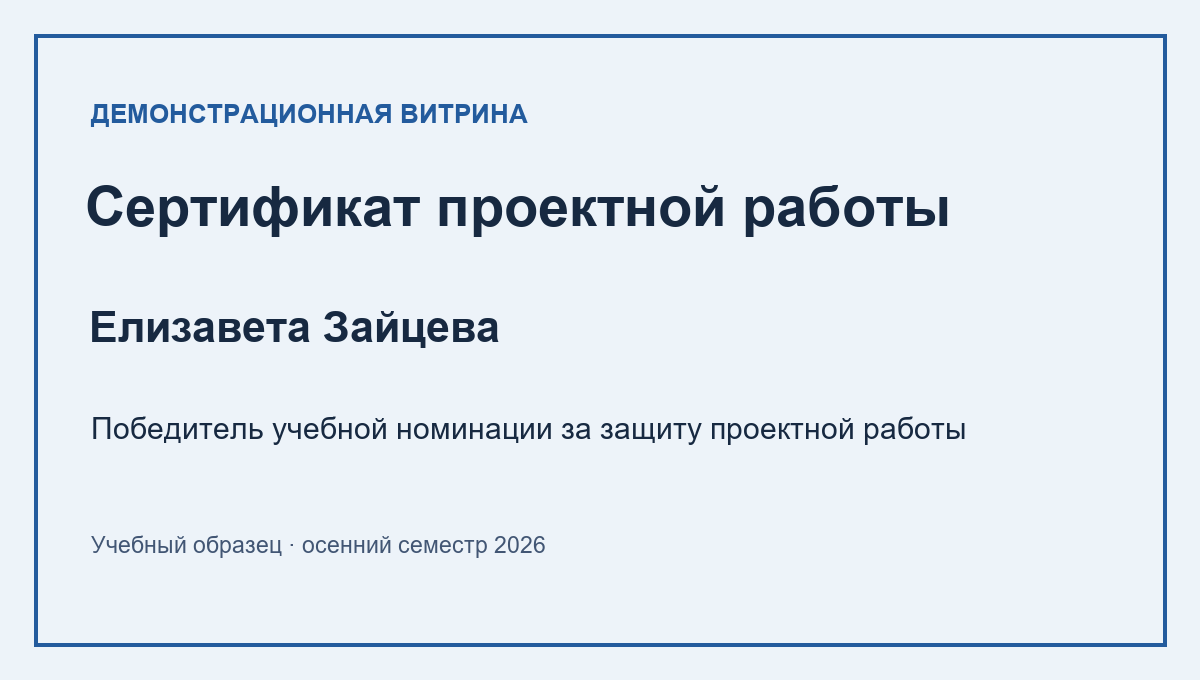 ДЕМОНСТРАЦИОННАЯ ВИТРИНА
Сертификат проектной работы
Елизавета Зайцева
Победитель учебной номинации за защиту проектной работы
Учебный образец · осенний семестр 2026